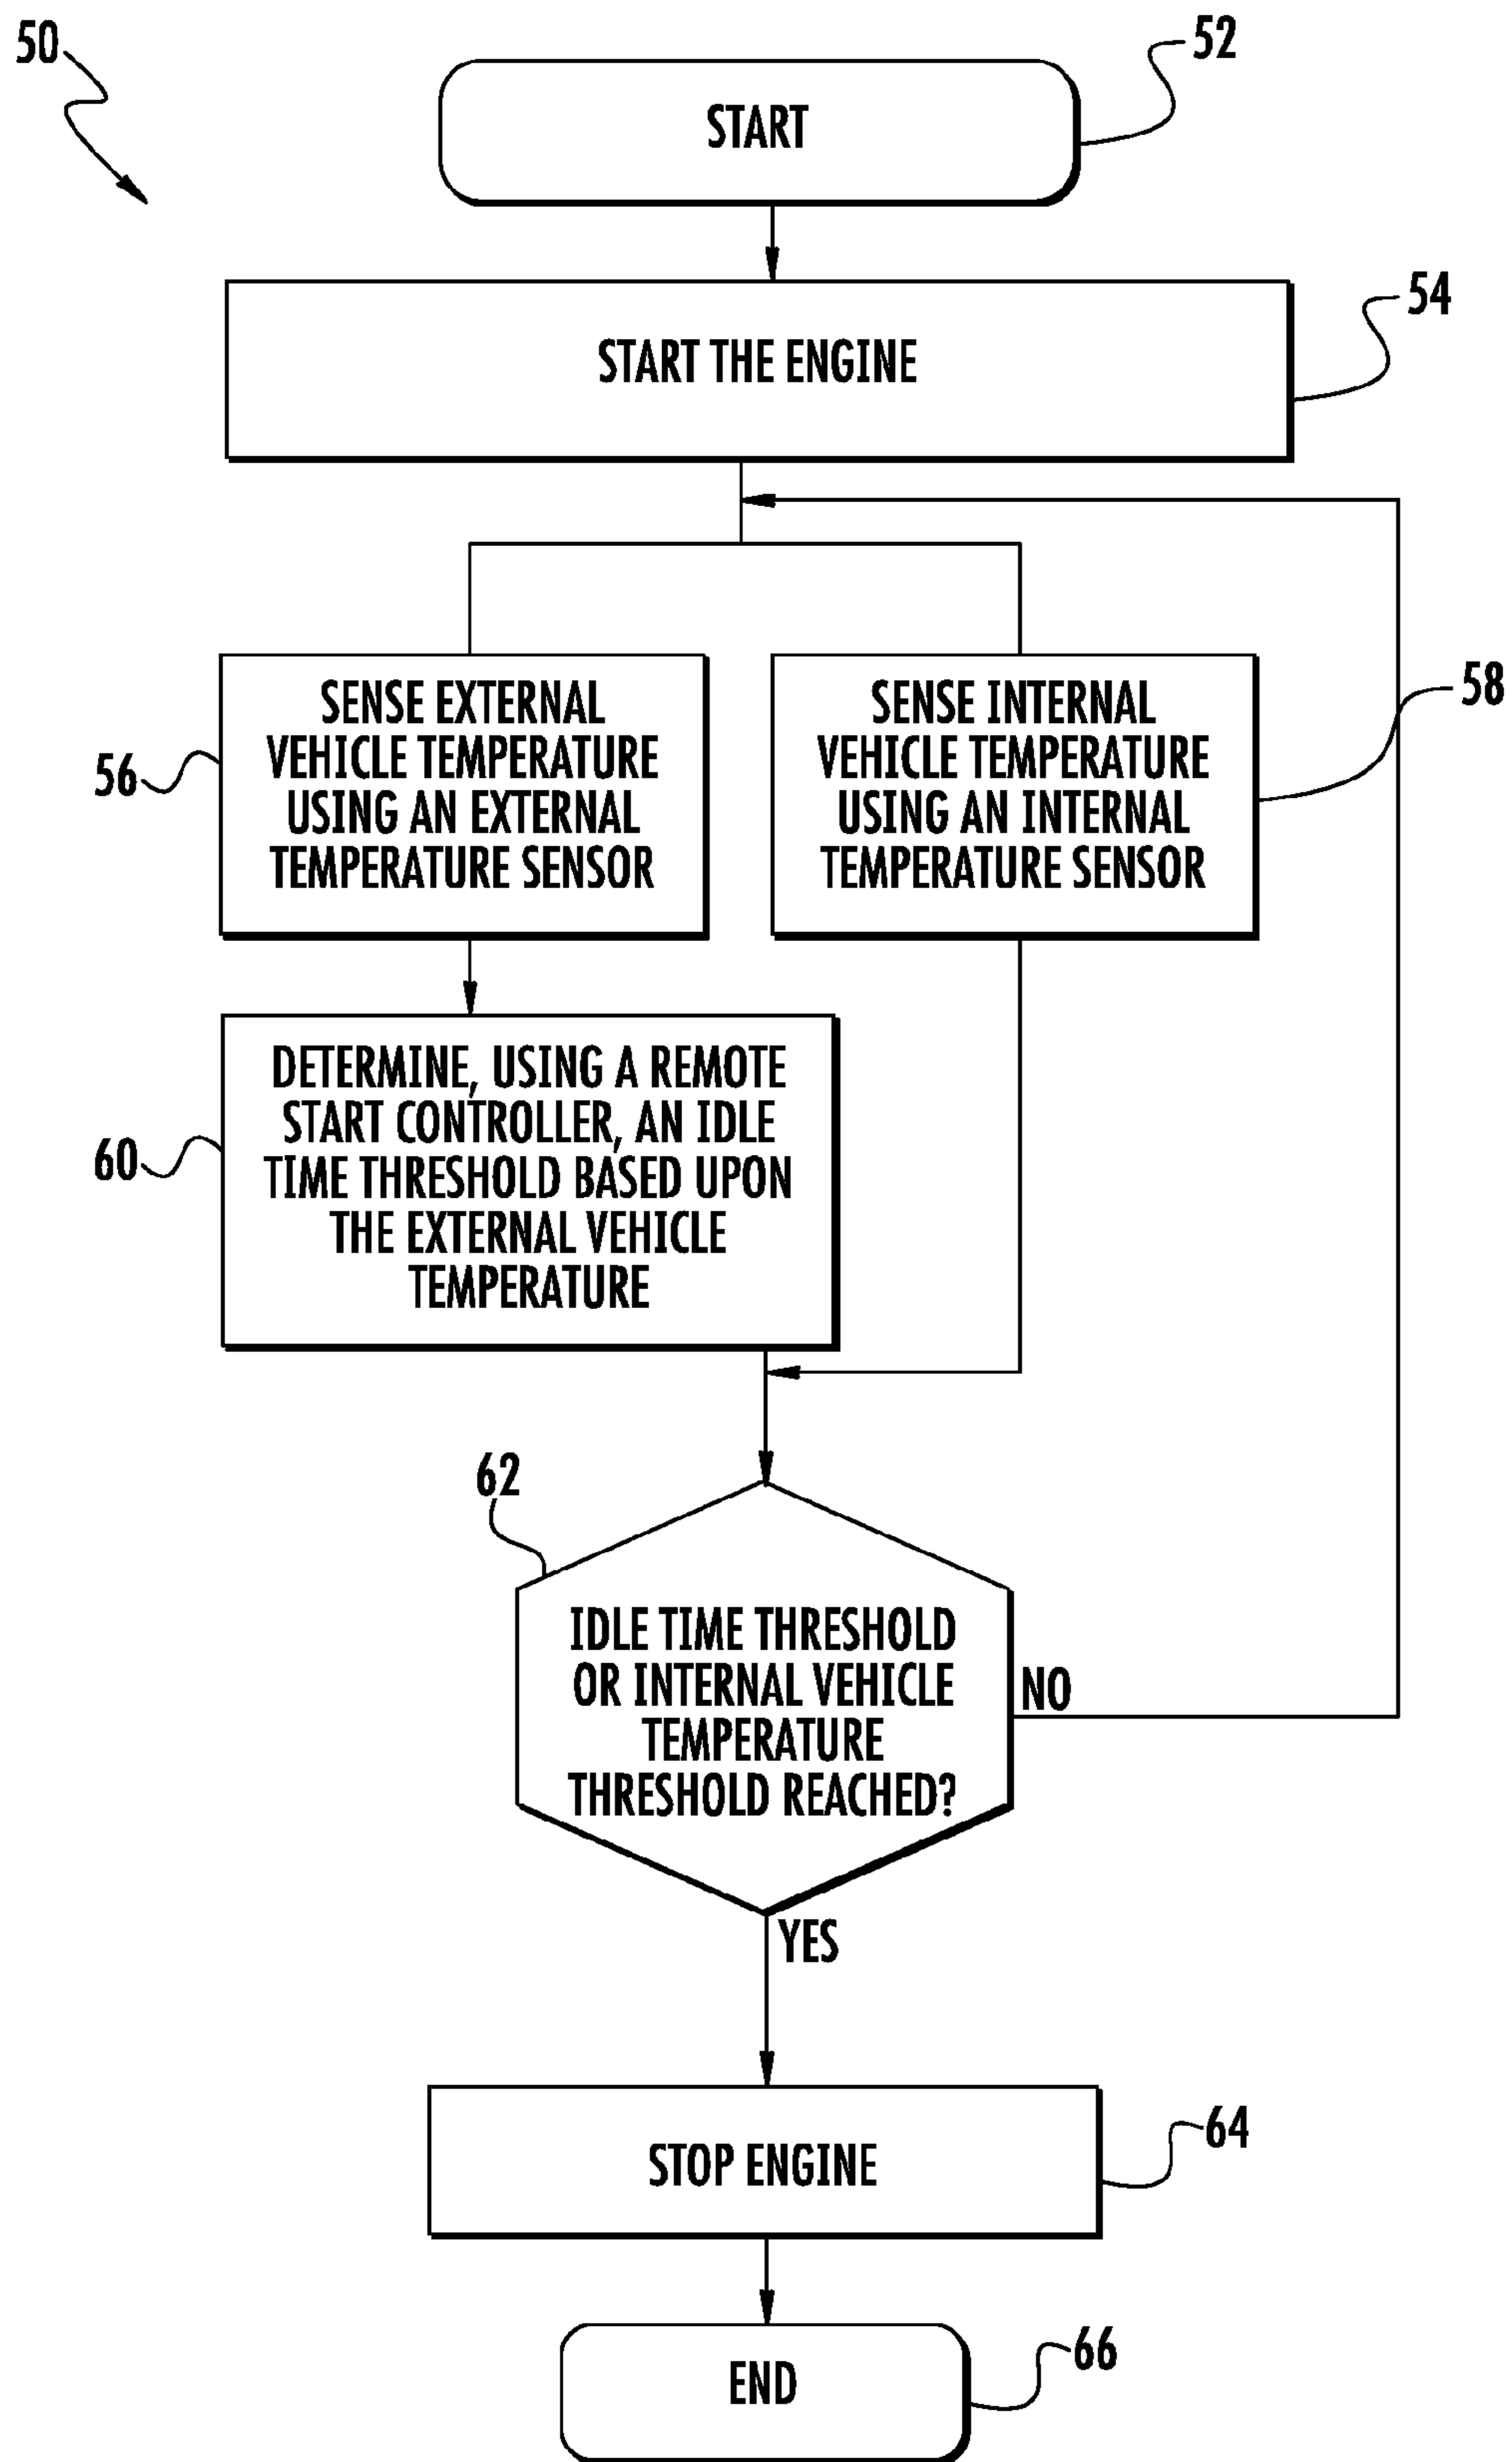 50
52
START
54
START THE ENGINE
SENSE EXTERNAL
VEHICLE TEMPERATURE
USING AN EXTERNAL
TEMPERATURE SENSOR
56
SENSE INTERNAL
VEHICLE TEMPERATURE
USING AN INTERNAL
TEMPERATURE SENSOR
58
DETERMINE, USING A REMOTE
START CONTROLLER, AN IDLE
TIME THRESHOLD BASED UPON
THE EXTERNAL VEHICLE
TEMPERATURE
60
62
IDLE TIME THRESHOLD
OR INTERNAL VEHICLE
TEMPERATURE
THRESHOLD REACHED?
NO
YES
STOP ENGINE
64
END
66